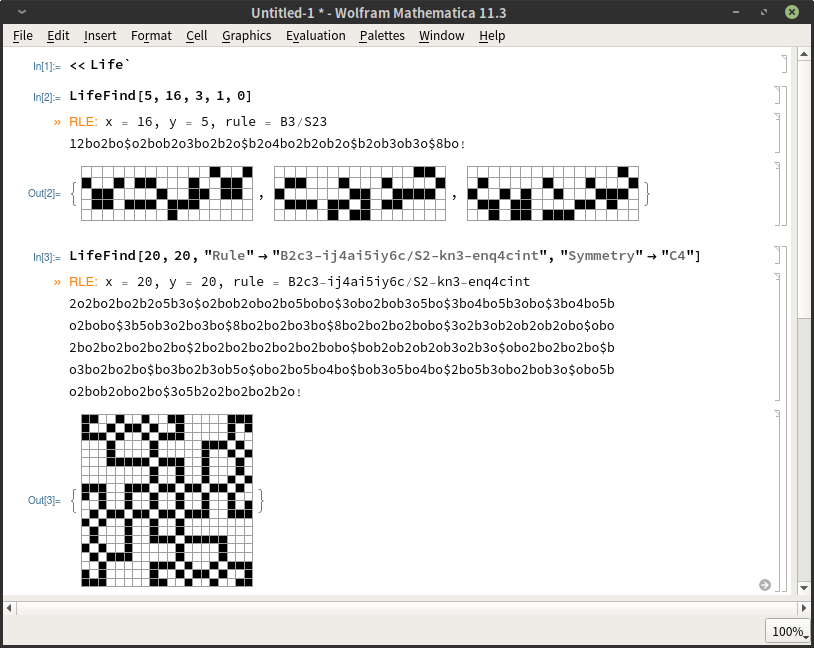 Untitled-1 * - Wolfram Mathematica 11.3
File Edit Insert Format Cell Graphics Evaluation Palettes Window Help
In[1]:= << Life`
In[2]:= LifeFind[5, 16, 3, 1, 0]
» RLE: x = 16, y = 5, rule = B3/S23
12bo2bo$o2bob2o3bo2b2o$b2o4bo2b2ob2o$b2ob3ob3o$8bo!
Out[2]= { , , }
In[3]:= LifeFind[20, 20, "Rule" → "B2c3-ij4ai5iy6c/S2-kn3-enq4cint", "Symmetry" → "C4"]
» RLE: x = 20, y = 20, rule = B2c3-ij4ai5iy6c/S2-kn3-enq4cint
2o2bo2bo2b2o5b3o$o2bob2obo2bo5bobo$3obo2bob3o5bo$3bo4bo5b3obo$3bo4bo5b
o2bobo$3b5ob3o2bo3bo$8bo2bo2bo3bo$8bo2bo2bo2bobo$3o2b3ob2ob2ob2obo$obo
2bo2bo2bo2bo2bo$2bo2bo2bo2bo2bo2bobo$bob2ob2ob2ob3o2b3o$obo2bo2bo2bo$b
o3bo2bo2bo$bo3bo2b3ob5o$obo2bo5bo4bo$bob3o5bo4bo$2bo5b3obo2bob3o$obo5b
o2bob2obo2bo$3o5b2o2bo2bo2b2o!
Out[3]= { }
100%